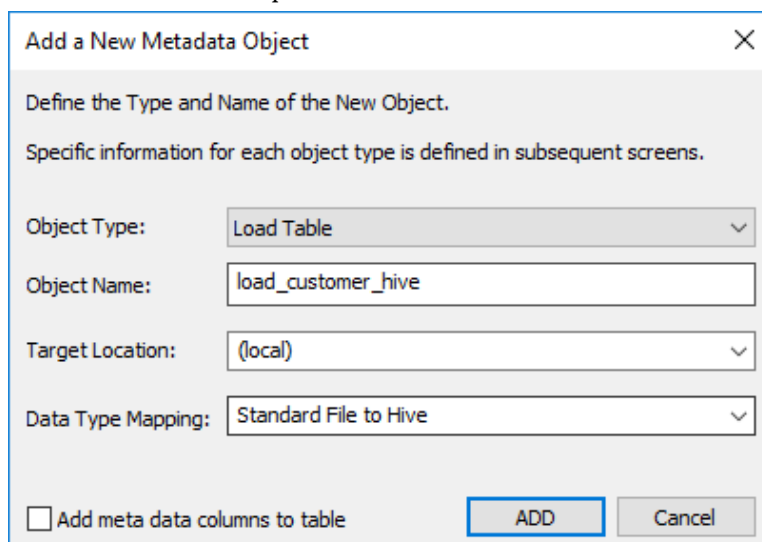 Add a New Metadata Object
Define the Type and Name of the New Object.
Specific information for each object type is defined in subsequent screens.
Object Type: Load Table
Object Name: load_customer_hive
Target Location: (local)
Data Type Mapping: Standard File to Hive
Add meta data columns to table ADD Cancel